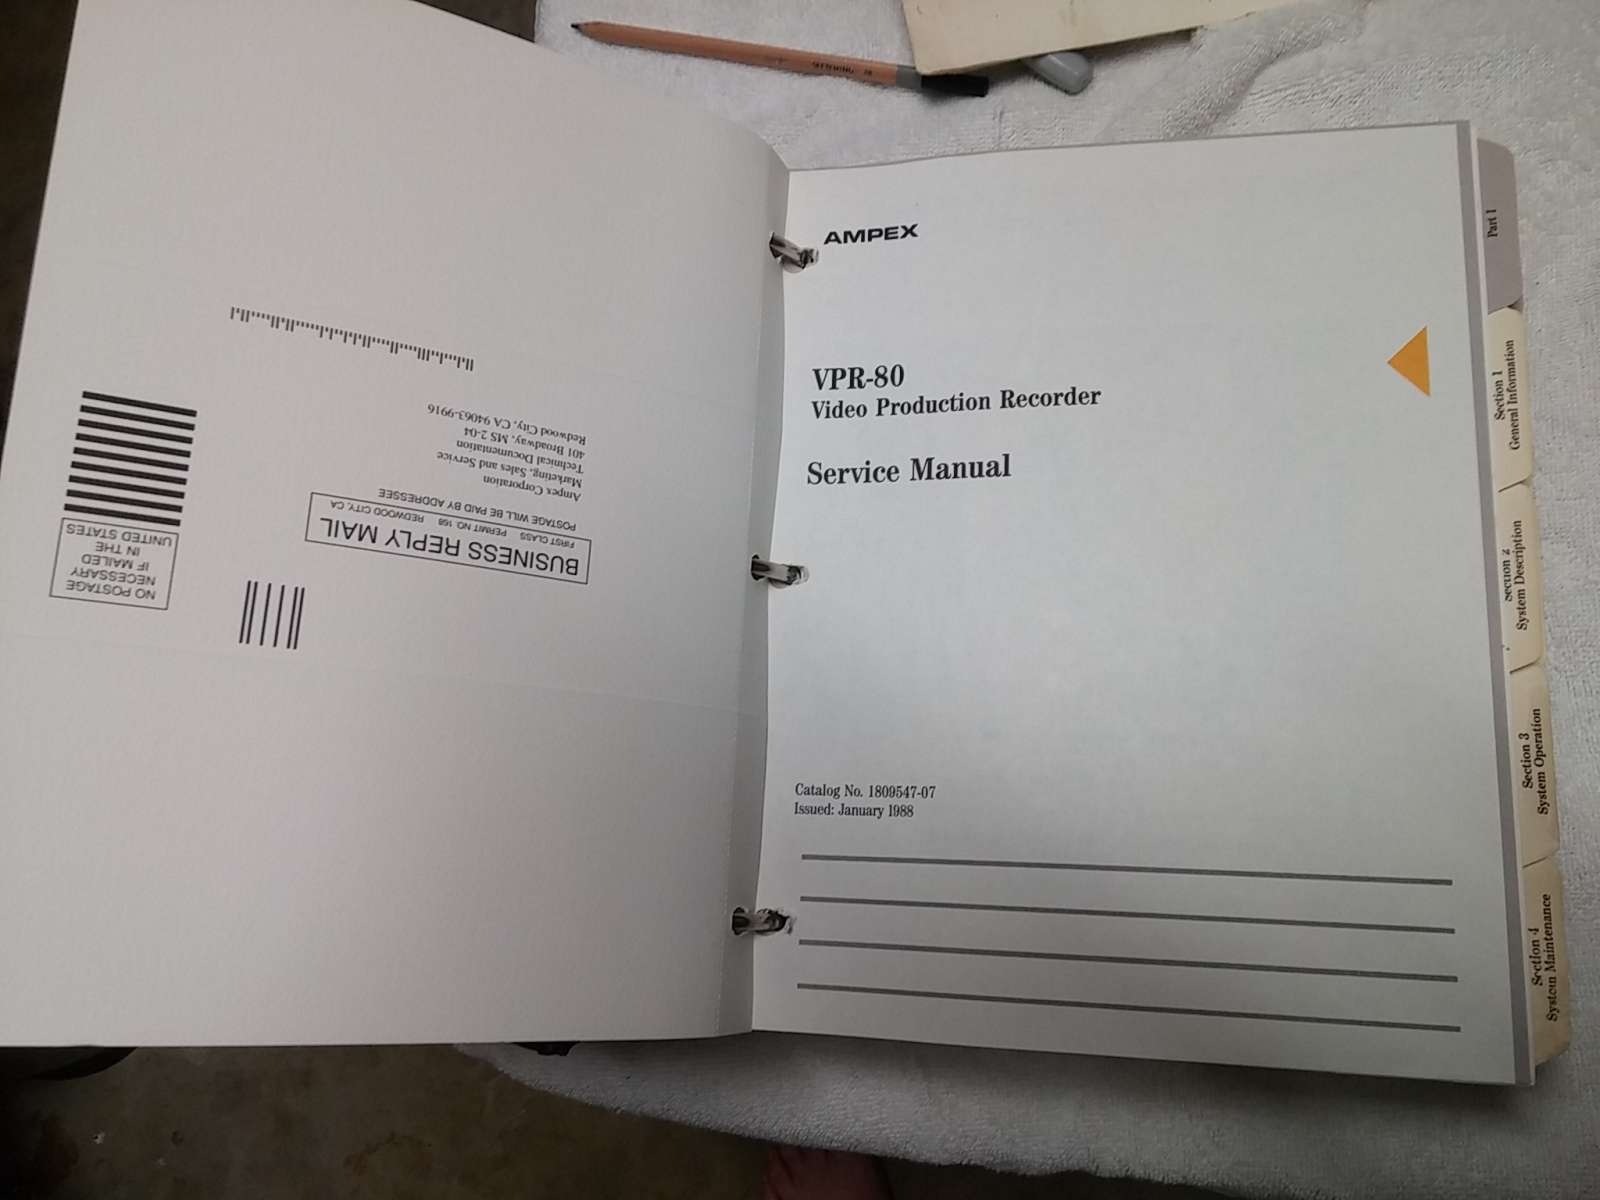 NO POSTAGE
NECESSARY
IF MAILED
IN THE
UNITED STATES
BUSINESS REPLY MAIL
FIRST CLASS PERMIT NO. 168 REDWOOD CITY, CA
POSTAGE WILL BE PAID BY ADDRESSEE
Ampex Corporation
Marketing, Sales and Service
Technical Documentation
401 Broadway, MS 2-04
Redwood City, CA 94063-9916
AMPEX
VPR-80
Video Production Recorder
Service Manual
Catalog No. 1809547-07
Issued: January 1988
Part 1
Section 1
General Information
Section 2
System Description
Section 3
System Operation
Section 4
System Maintenance